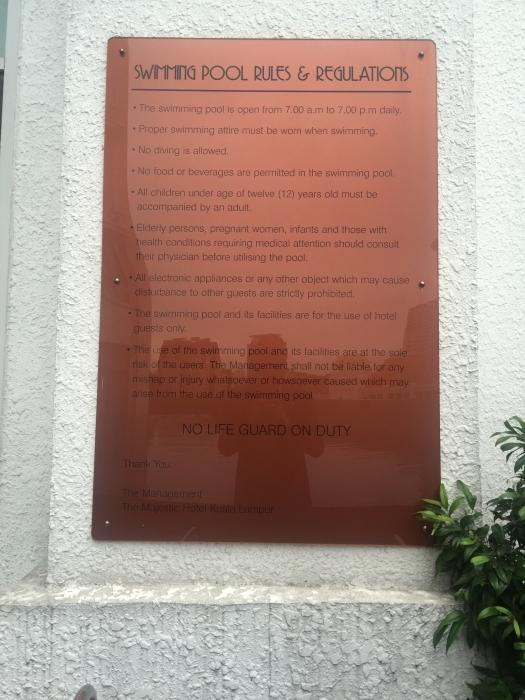 SWIMMING POOL RULES & REGULATIONS
• The swimming pool is open from 7.00 a.m to 7.00 p.m daily.
• Proper swimming attire must be worn when swimming.
• No diving is allowed.
• No food or beverages are permitted in the swimming pool.
• All children under age of twelve (12) years old must be
accompanied by an adult.
• Elderly persons, pregnant women, infants and those with
health conditions requiring medical attention should consult
their physician before utilising the pool.
• All electronic appliances or any other object which may cause
disturbance to other guests are strictly prohibited.
• The swimming pool and its facilities are for the use of hotel
guests only.
• The use of the swimming pool and its facilities are at the sole
risk of the users. The Management shall not be liable for any
mishap or injury whatsoever or howsoever caused which may
arise from the use of the swimming pool.
NO LIFE GUARD ON DUTY
Thank You.
The Management
The Majestic Hotel Kuala Lumpur